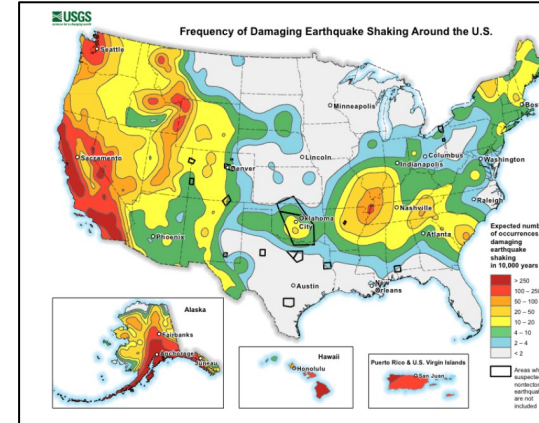 USGS
Frequency of Damaging Earthquake Shaking Around the U.S.
Seattle
Minneapolis
Bos
Sacramento
Denver
Lincoln
Columbus
Indianapolis
Washington
Raleigh
Nashville
Oklahoma
City
Phoenix
Atlanta
Austin
New
Orleans
Expected numb
of occurrences
damaging
earthquake
shaking
in 10,000 years
> 250
100 – 250
50 – 100
20 – 50
10 – 20
4 – 10
2 – 4
< 2
Areas wh
suspecte
nontecto
earthqua
are not
included
Alaska
Fairbanks
Anchorage
Juneau
Hawaii
Honolulu
Puerto Rico & U.S. Virgin Islands
San Juan